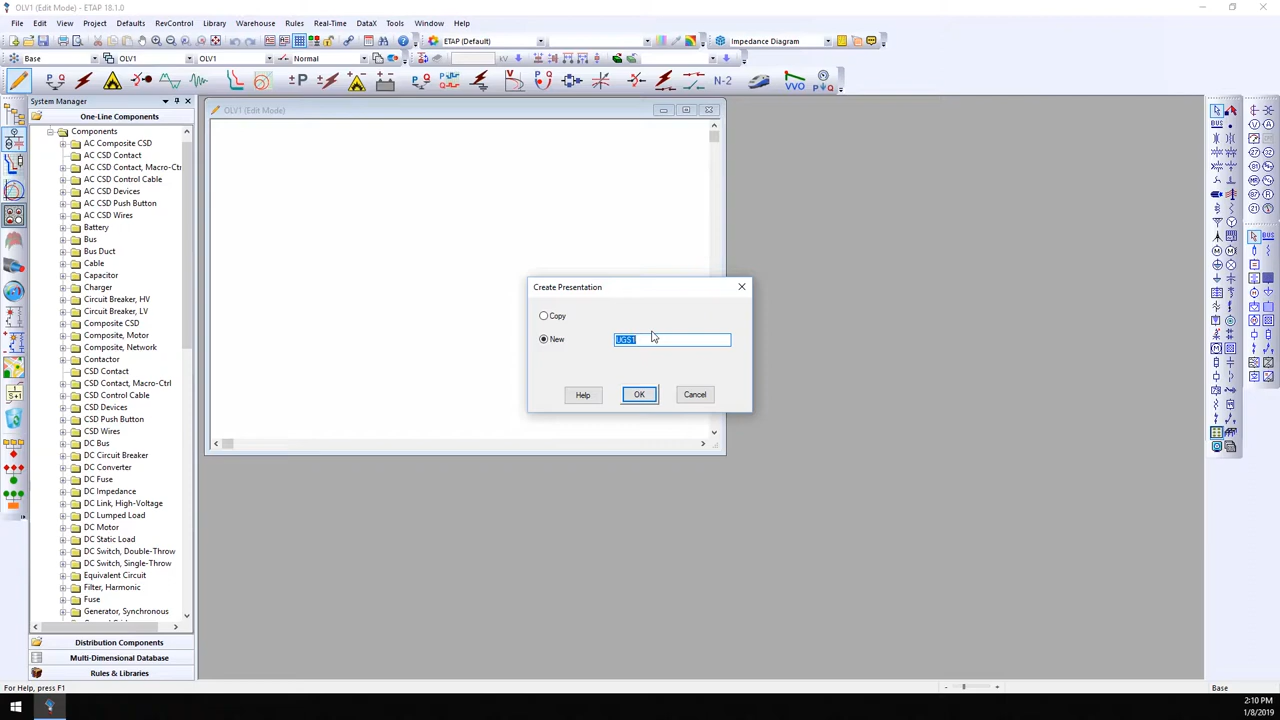 OLV1 (Edit Mode) - ETAP 18.1.0
File Edit View Project Defaults RevControl Library Warehouse Rules Real-Time DataX Tools Window Help
ETAP (Default)
Impedance Diagram
Base
OLV1
OLV1
Normal
N-2
VVO
System Manager
One-Line Components
Components
AC Composite CSD
AC CSD Contact
AC CSD Contact, Macro-Ctr
AC CSD Control Cable
AC CSD Devices
AC CSD Push Button
AC CSD Wires
Battery
Bus
Bus Duct
Cable
Capacitor
Charger
Circuit Breaker, HV
Circuit Breaker, LV
Composite CSD
Composite, Motor
Composite, Network
Contactor
CSD Contact
CSD Contact, Macro-Ctrl
CSD Control Cable
CSD Devices
CSD Push Button
CSD Wires
DC Bus
DC Circuit Breaker
DC Converter
DC Fuse
DC Impedance
DC Link, High-Voltage
DC Lumped Load
DC Motor
DC Static Load
DC Switch, Double-Throw
DC Switch, Single-Throw
Equivalent Circuit
Filter, Harmonic
Fuse
Generator, Synchronous
Distribution Components
Multi-Dimensional Database
Rules & Libraries
OLV1 (Edit Mode)
Create Presentation
Copy
New
UGS1
Help
OK
Cancel
BUS
BUS
For Help, press F1
Base
2:10 PM
1/8/2019